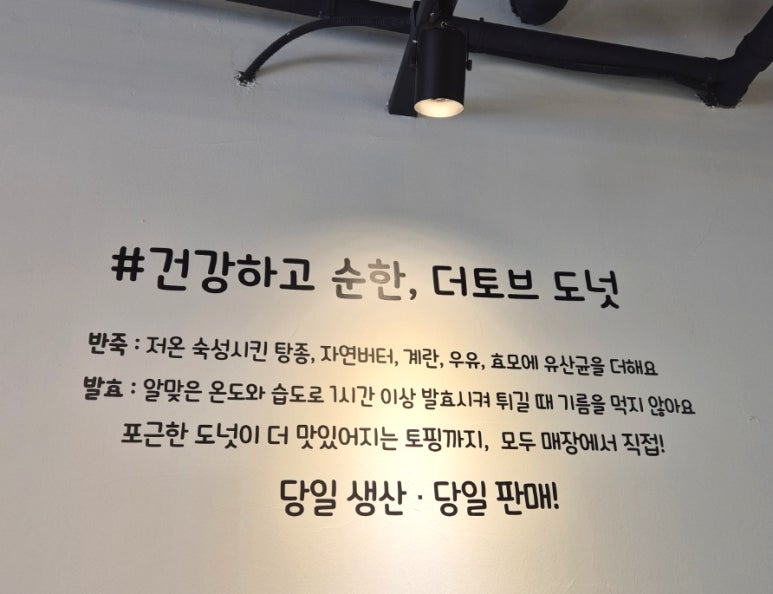 #건강하고 순한, 더토브 도넛
반죽 : 저온 숙성시킨 탕종, 자연버터, 계란, 우유, 효모에 유산균을 더해요
발효 : 알맞은 온도와 습도로 1시간 이상 발효시켜 튀길 때 기름을 먹지 않아요
포근한 도넛이 더 맛있어지는 토핑까지, 모두 매장에서 직접!
당일 생산 · 당일 판매!